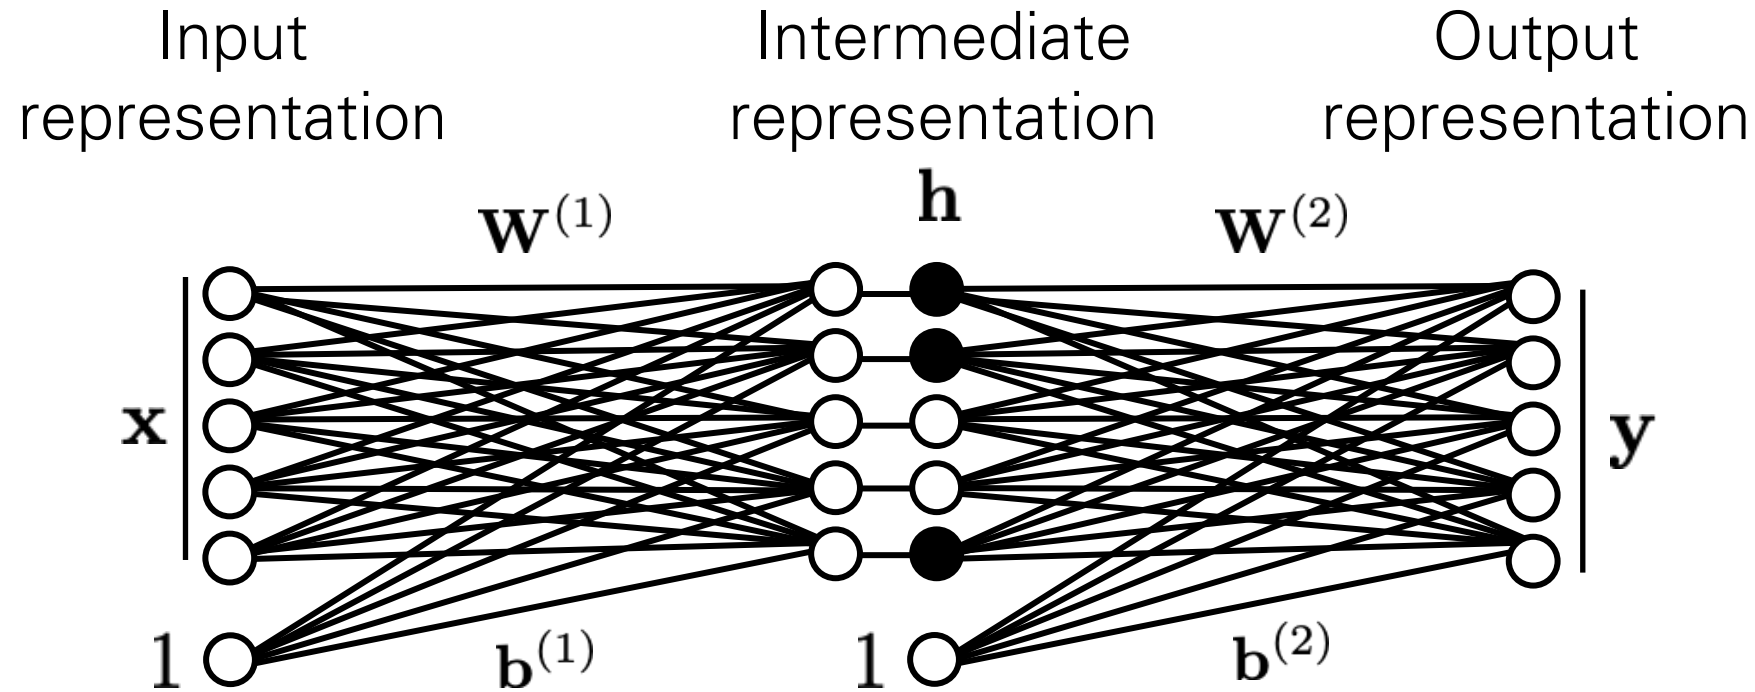 Input
representation
Intermediate
representation
Output
representation
h
W(1)
W(2)
x
y
1
b(1)
1
b(2)